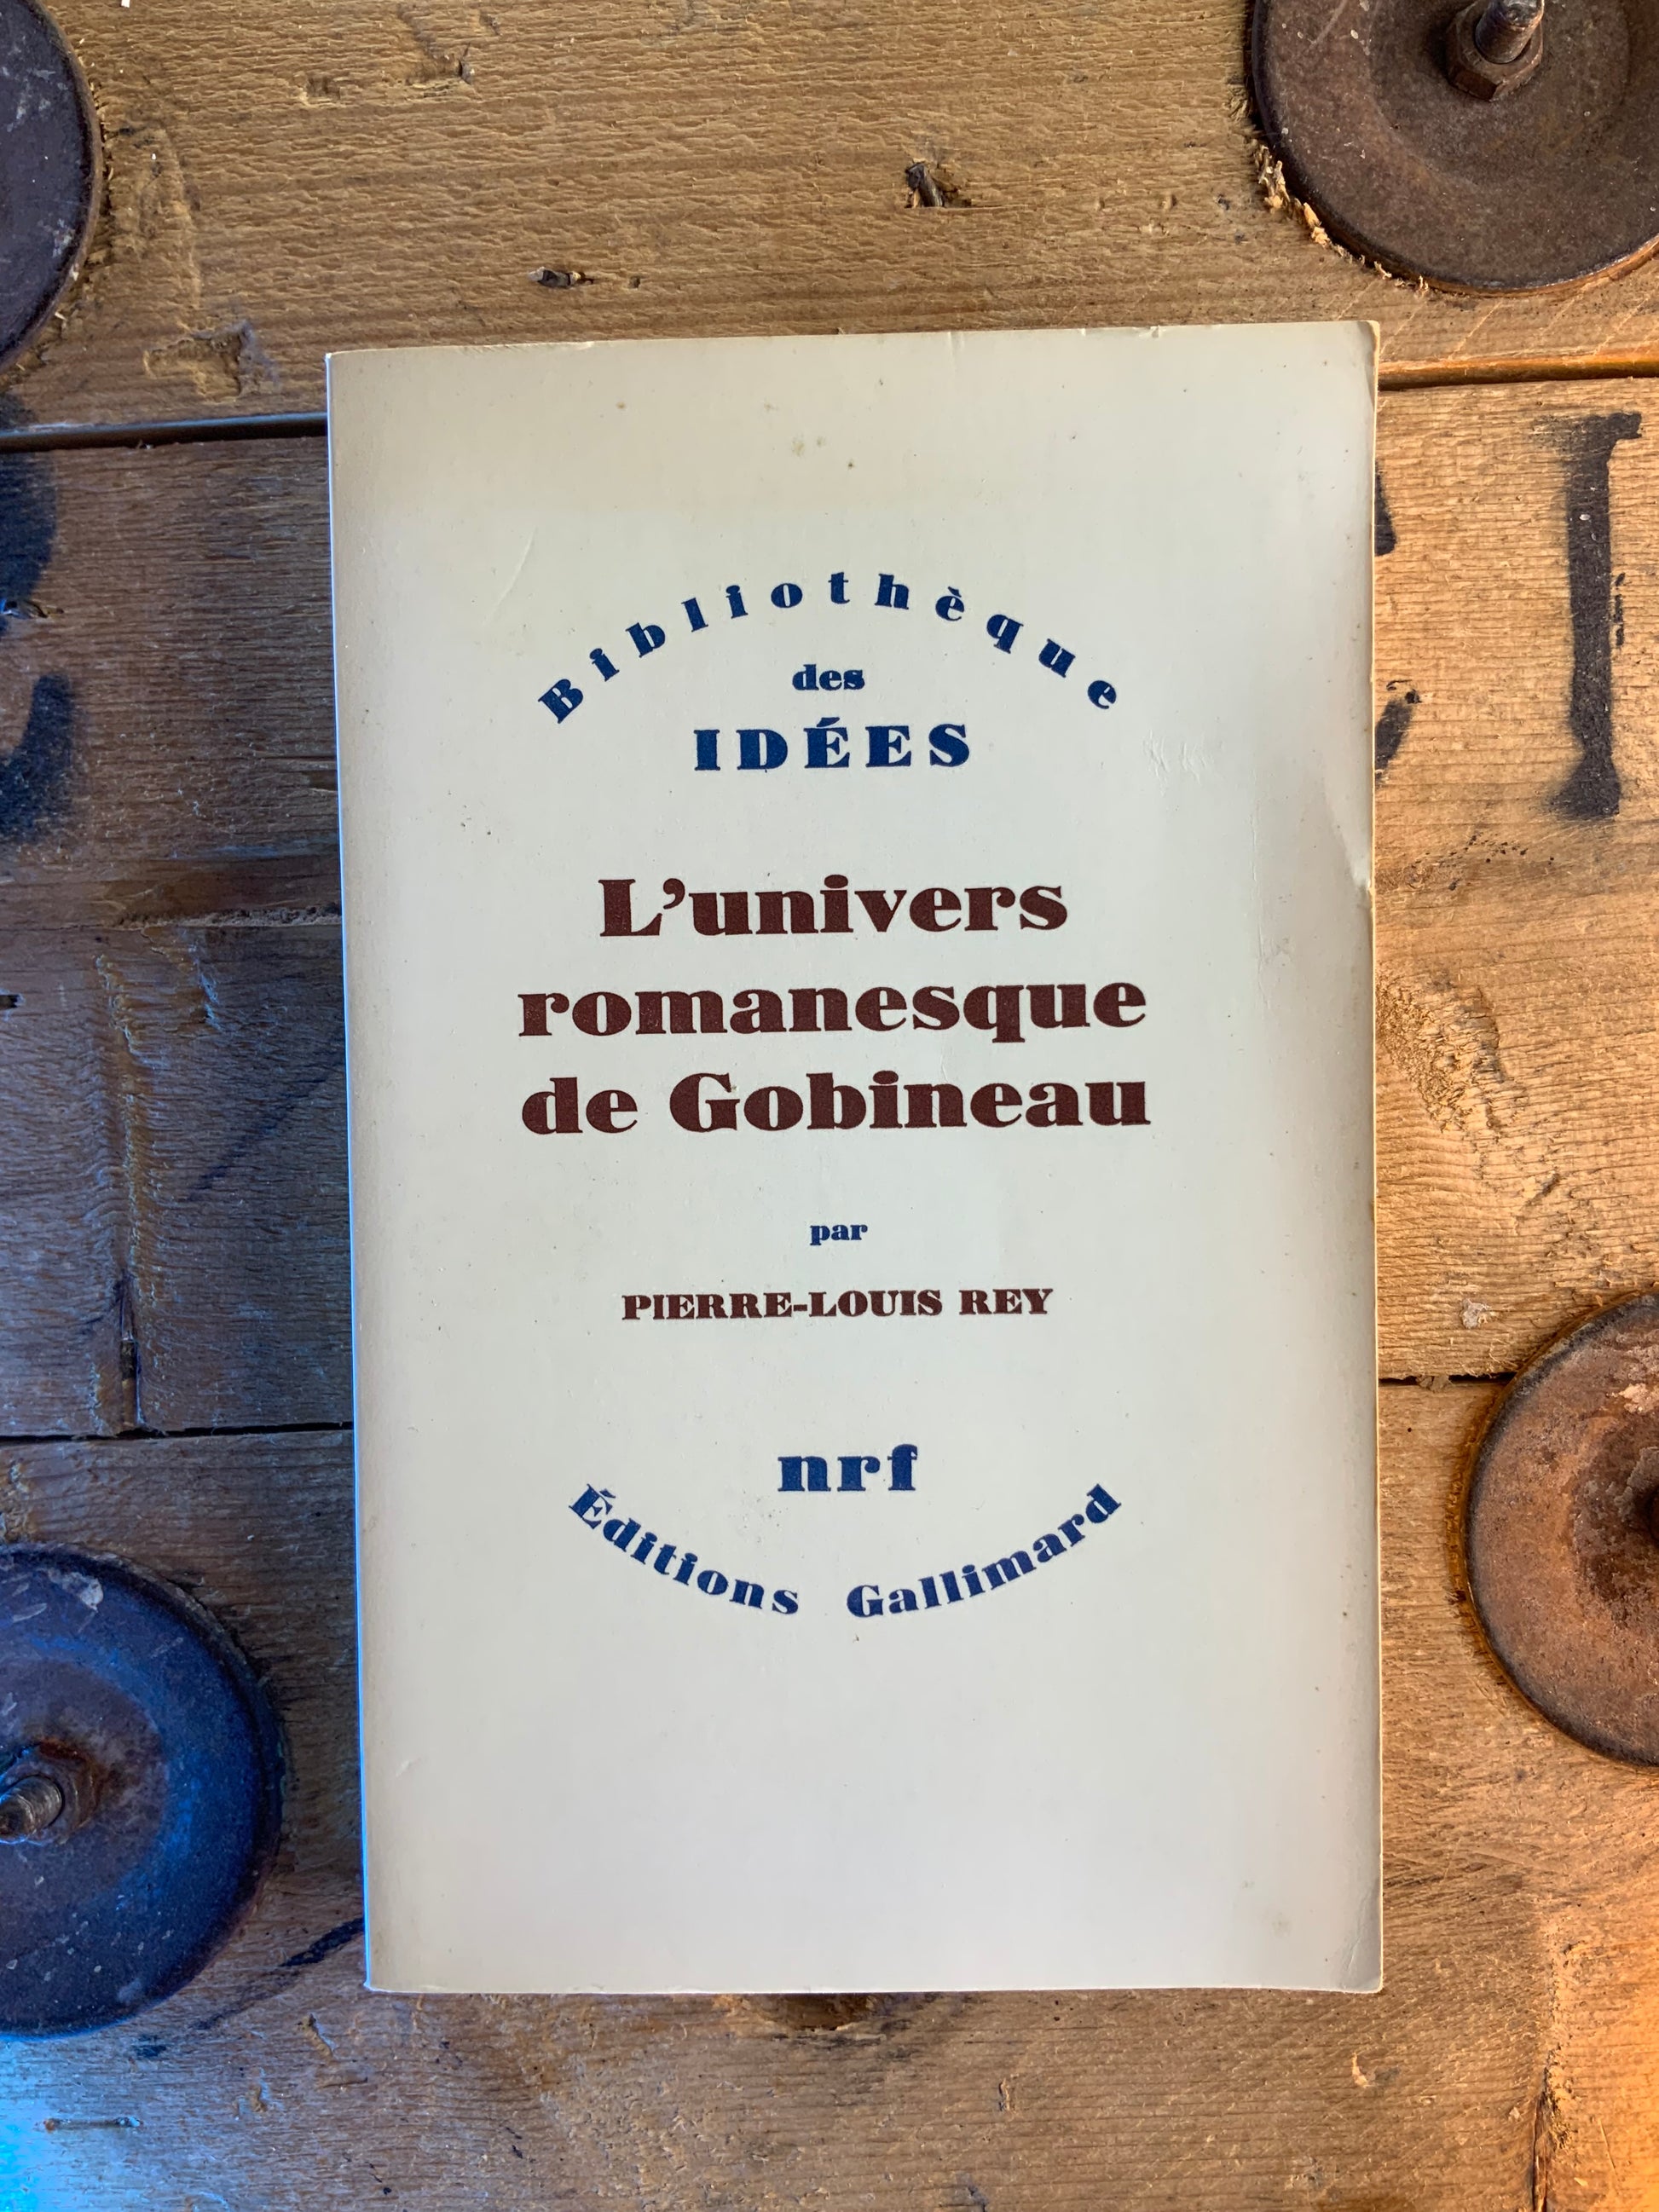 Bibliothèque
des
IDÉES
L'univers
romanesque
de Gobineau
par
PIERRE-LOUIS REY
nrf
Éditions Gallimard